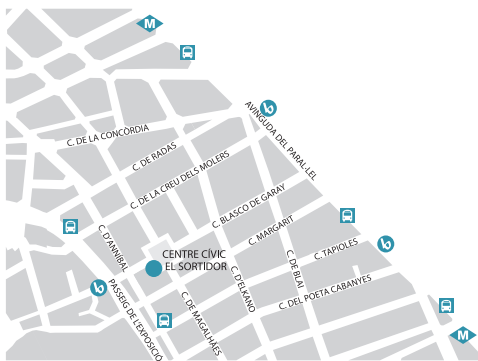 M
AVINGUDA DEL PARAL·LEL
C. DE LA CONCÒRDIA
C. DE RADAS
C. DE LA CREU DELS MOLERS
C. BLASCO DE GARAY
C. MARGARIT
C. D'ANNÍBAL
CENTRE CÍVIC
EL SORTIDOR
C. TAPIOLES
C. DE BLAI
C. D'ELKANO
C. DEL POETA CABANYES
PASSEIG DE L'EXPOSICIÓ
C. DE MAGALHÃES
M